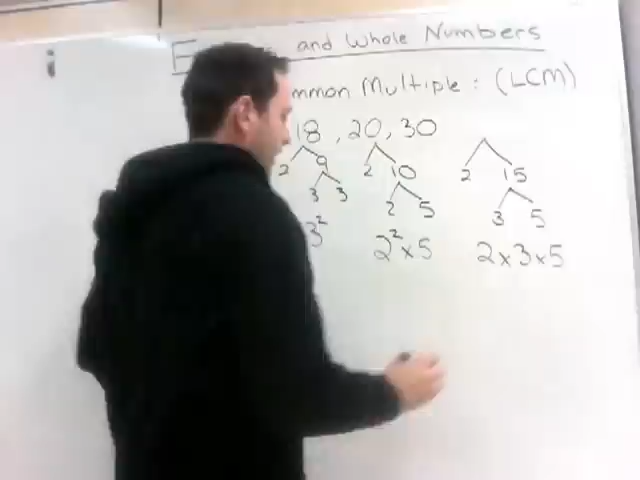 and Whole Numbers
mmon Multiple : (LCM)
18 , 20 , 30
2 9 2 10 2 15
3 3 2 5 3 5
3² 2² x 5 2 x 3 x 5